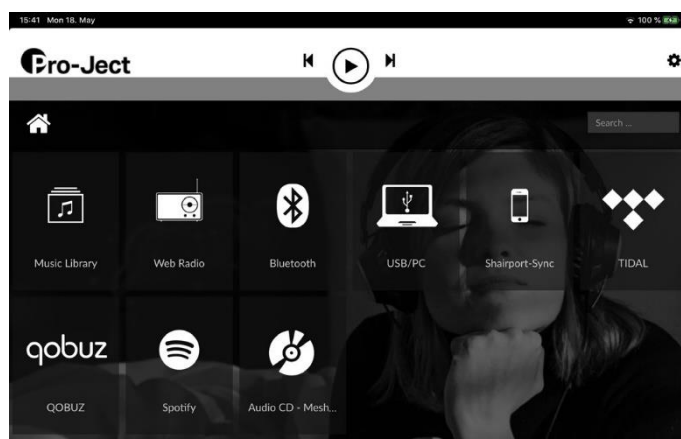 15:41 Mon 18. May
100 %
Pro-Ject
Search ...
Music Library
Web Radio
Bluetooth
USB/PC
Shairport-Sync
TIDAL
qobuz
QOBUZ
Spotify
Audio CD - Mesh...